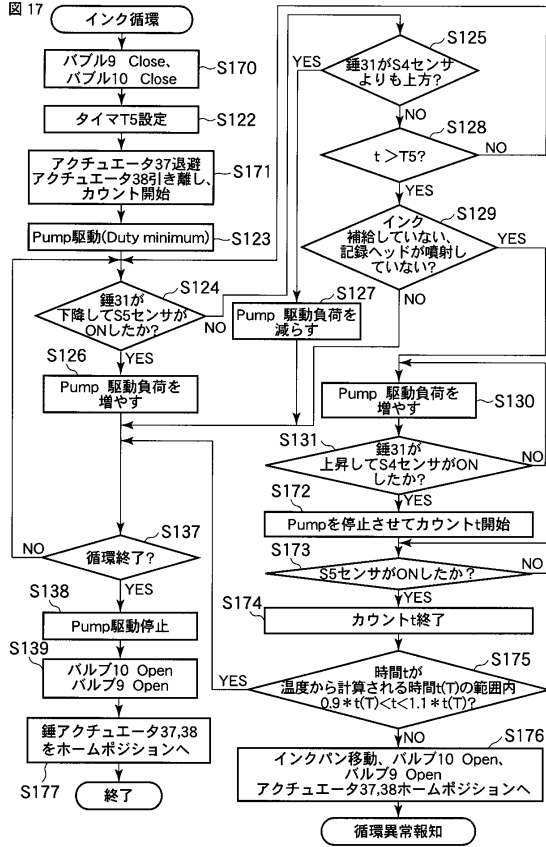 図 17
インク循環
バブル9 Close、
バブル10 Close
S170
タイマT5設定
S122
アクチュエータ37退避
アクチュエータ38引き離し、
カウント開始
S171
Pump駆動(Duty minimum)
S123
錘31が
下降してS5センサが
ONしたか?
S124
NO
YES
S126
Pump 駆動負荷を
増やす
S127
Pump 駆動負荷を
減らす
循環終了?
S137
NO
YES
S138
Pump駆動停止
S139
バルブ10 Open
バルブ9 Open
錘アクチュエータ37,38
をホームポジションへ
S177
終了
S125
錘31がS4センサ
よりも上方?
YES
NO
S128
t>T5?
NO
YES
S129
インク
補給していない、
記録ヘッドが噴射し
ていない?
YES
NO
Pump 駆動負荷を
増やす
S130
S131
錘31が
上昇してS4センサがON
したか?
NO
YES
S172
Pumpを停止させてカウントt開始
S173
S5センサがONしたか?
NO
YES
S174
カウントt終了
S175
時間tが
温度から計算される時間t(T)の範囲内
0.9*t(T)<t<1.1*t(T)?
YES
NO
S176
インクパン移動、バルブ10 Open、
バルブ9 Open
アクチュエータ37,38ホームポジションへ
循環異常報知